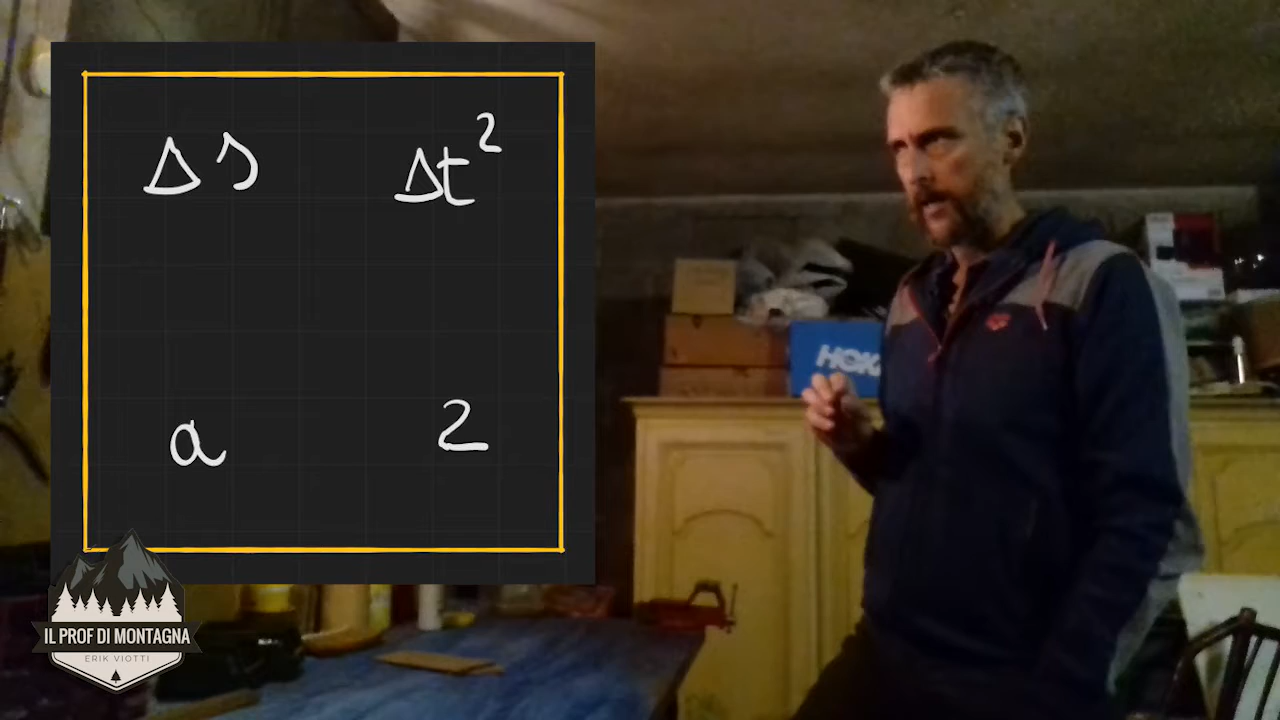 Δs Δt²
a 2
HOKA
IL PROF DI MONTAGNA
ERIK VIOTTI